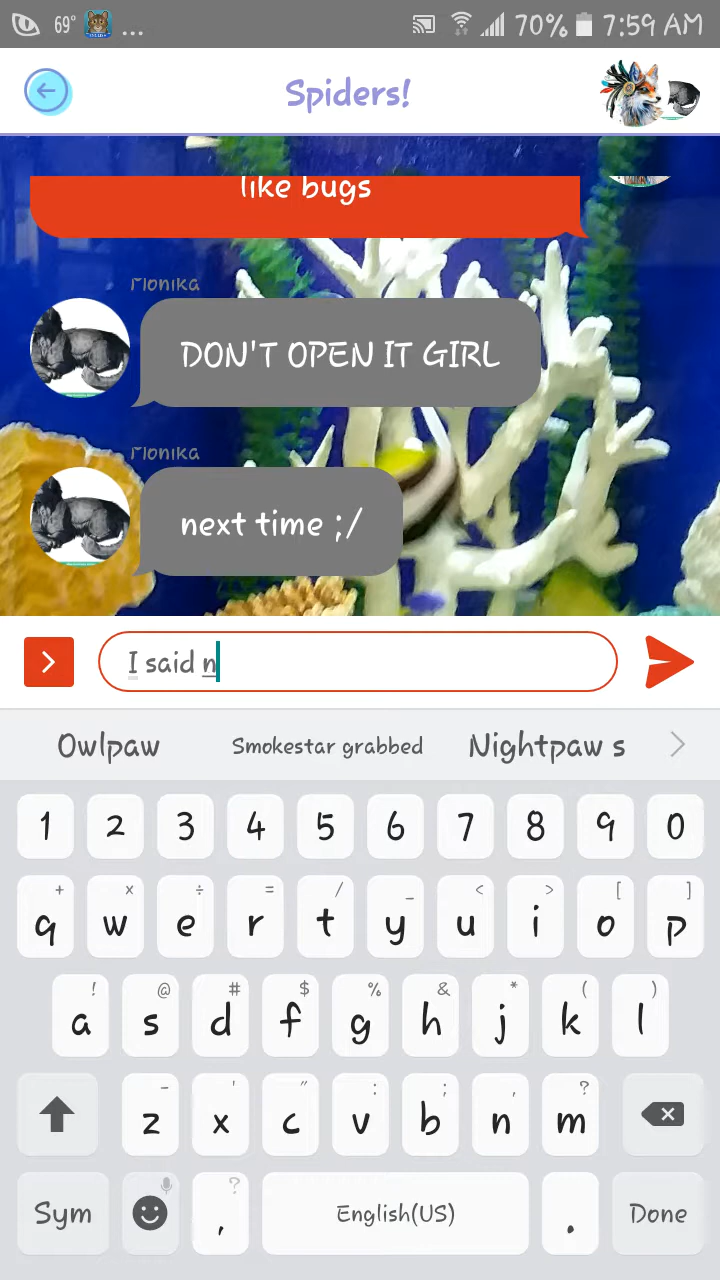 69°
...
70%
7:59 AM
Spiders!
like bugs
Monika
DON'T OPEN IT GIRL
Monika
next time ;/
I said n
Owlpaw
Smokestar grabbed
Nightpaw s
1 2 3 4 5 6 7 8 9 0
+ × ÷ = / _ < > [ ]
q w e r t y u i o p
! @ # $ % & * ( )
a s d f g h j k l
- ' " : ; , ?
z x c v b n m
?
Sym , English(US) . Done